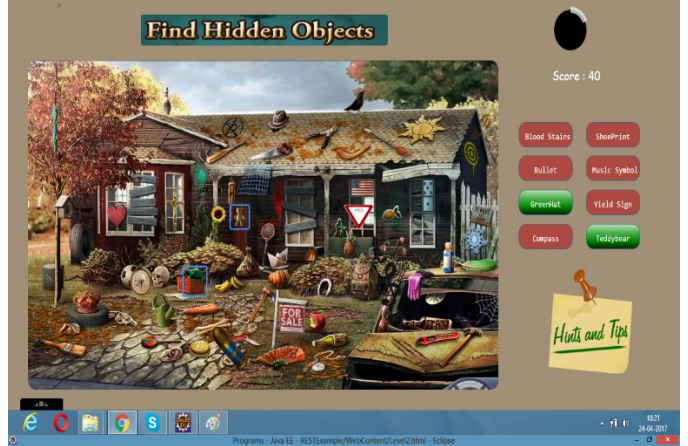 Find Hidden Objects
Score : 40
Blood Stains
ShoePrint
Bullet
Music Symbol
GreenHat
Yield Sign
Compass
Teddybear
FOR
SALE
Hints and Tips
10:21
24-04-2017
Programs - Java EE - RESTExample/WebContent/Level2.html - Eclipse